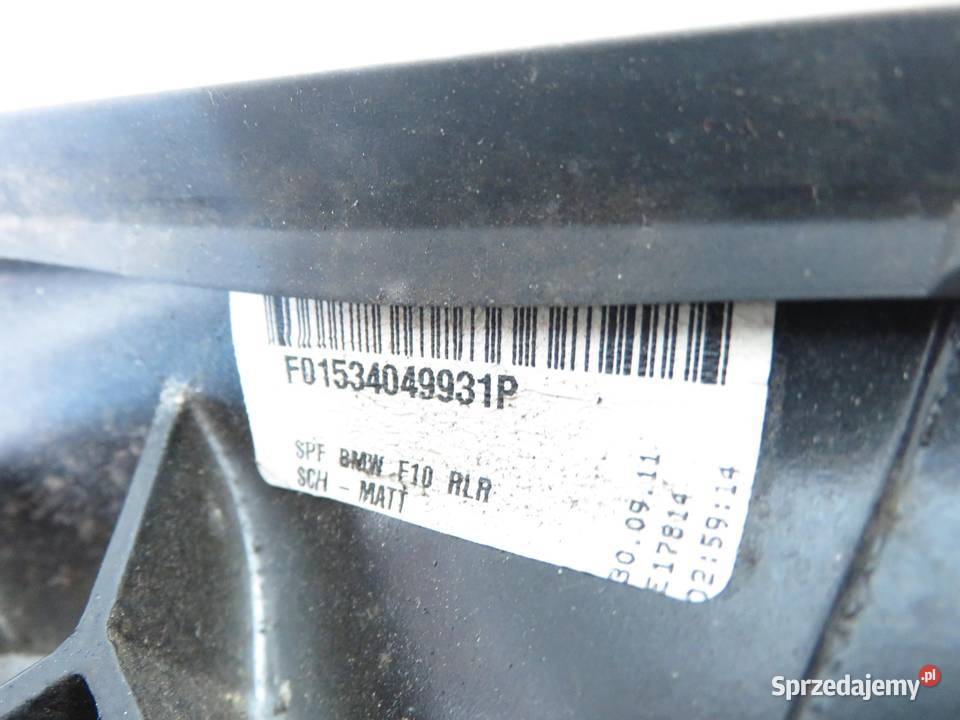 F01534049931P
SPF BMW F10 RLR
SCH - MATT
30.09.11
E17814
02:59:14
Sprzedajemy.pl